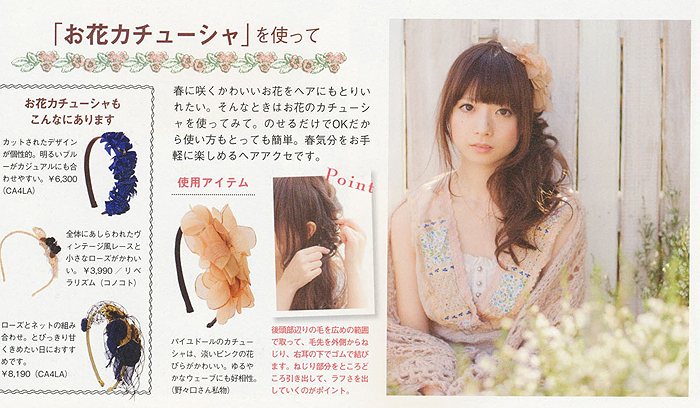 「お花カチューシャ」を使って
お花カチューシャも
こんなにあります
カットされたデザイン
が個性的。明るいブル
ーがカジュアルにも合
わせやすい。￥6,300
(CA4LA)
全体にあしらわれたヴ
ィンテージ風レースと
小さなローズがかわい
い。￥3,990／リベ
ラリズム（コノコト）
ローズとネットの組み
合わせ。とびっきり甘
くきめたい日におすす
めです。
￥8,190（CA4LA）
春に咲くかわいいお花をヘアにもとりい
れたい。そんなときはお花のカチューシ
ャを使ってみて。のせるだけでOKだか
ら使い方もとっても簡単。春気分をお手
軽に楽しめるヘアアクセです。
使用アイテム
Point
パイユドールのカチュー
シャは、淡いピンクの花
びらがかわいい。ゆるや
かなウェーブにも好相性。
（野々口さん私物）
後頭部辺りの毛を広めの範囲
で取って、毛先を外側からね
じり、右耳の下でゴムで結び
ます。ねじり部分をところど
ころ引き出して、ラフさを出
していくのがポイント。